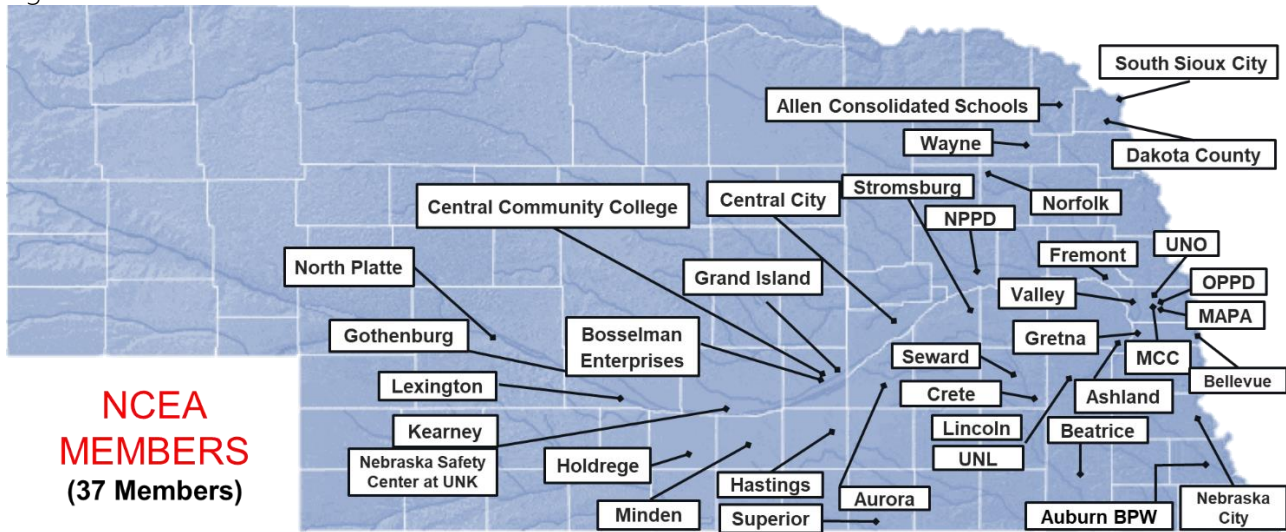 South Sioux City
Allen Consolidated Schools
Wayne
Dakota County
Stromsburg
Central City
Central Community College
Norfolk
NPPD
UNO
Fremont
North Platte
Grand Island
OPPD
Valley
MAPA
Gothenburg
Bosselman
Enterprises
Gretna
Seward
MCC
Lexington
Bellevue
Crete
Ashland
NCEA
MEMBERS
(37 Members)
Kearney
Nebraska Safety
Center at UNK
Lincoln
UNL
Beatrice
Holdrege
Hastings
Aurora
Minden
Superior
Auburn BPW
Nebraska
City